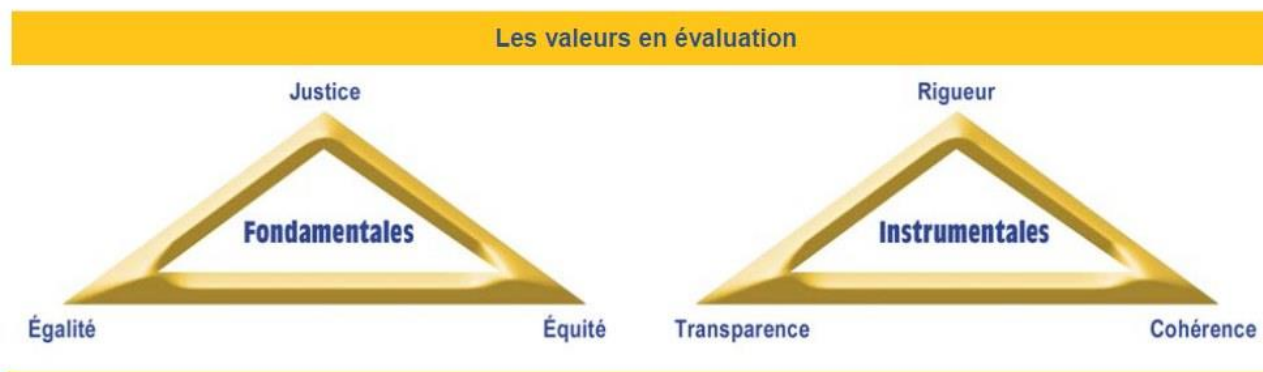 Les valeurs en évaluation
Justice
Fondamentales
Égalité
Équité
Rigueur
Instrumentales
Transparence
Cohérence